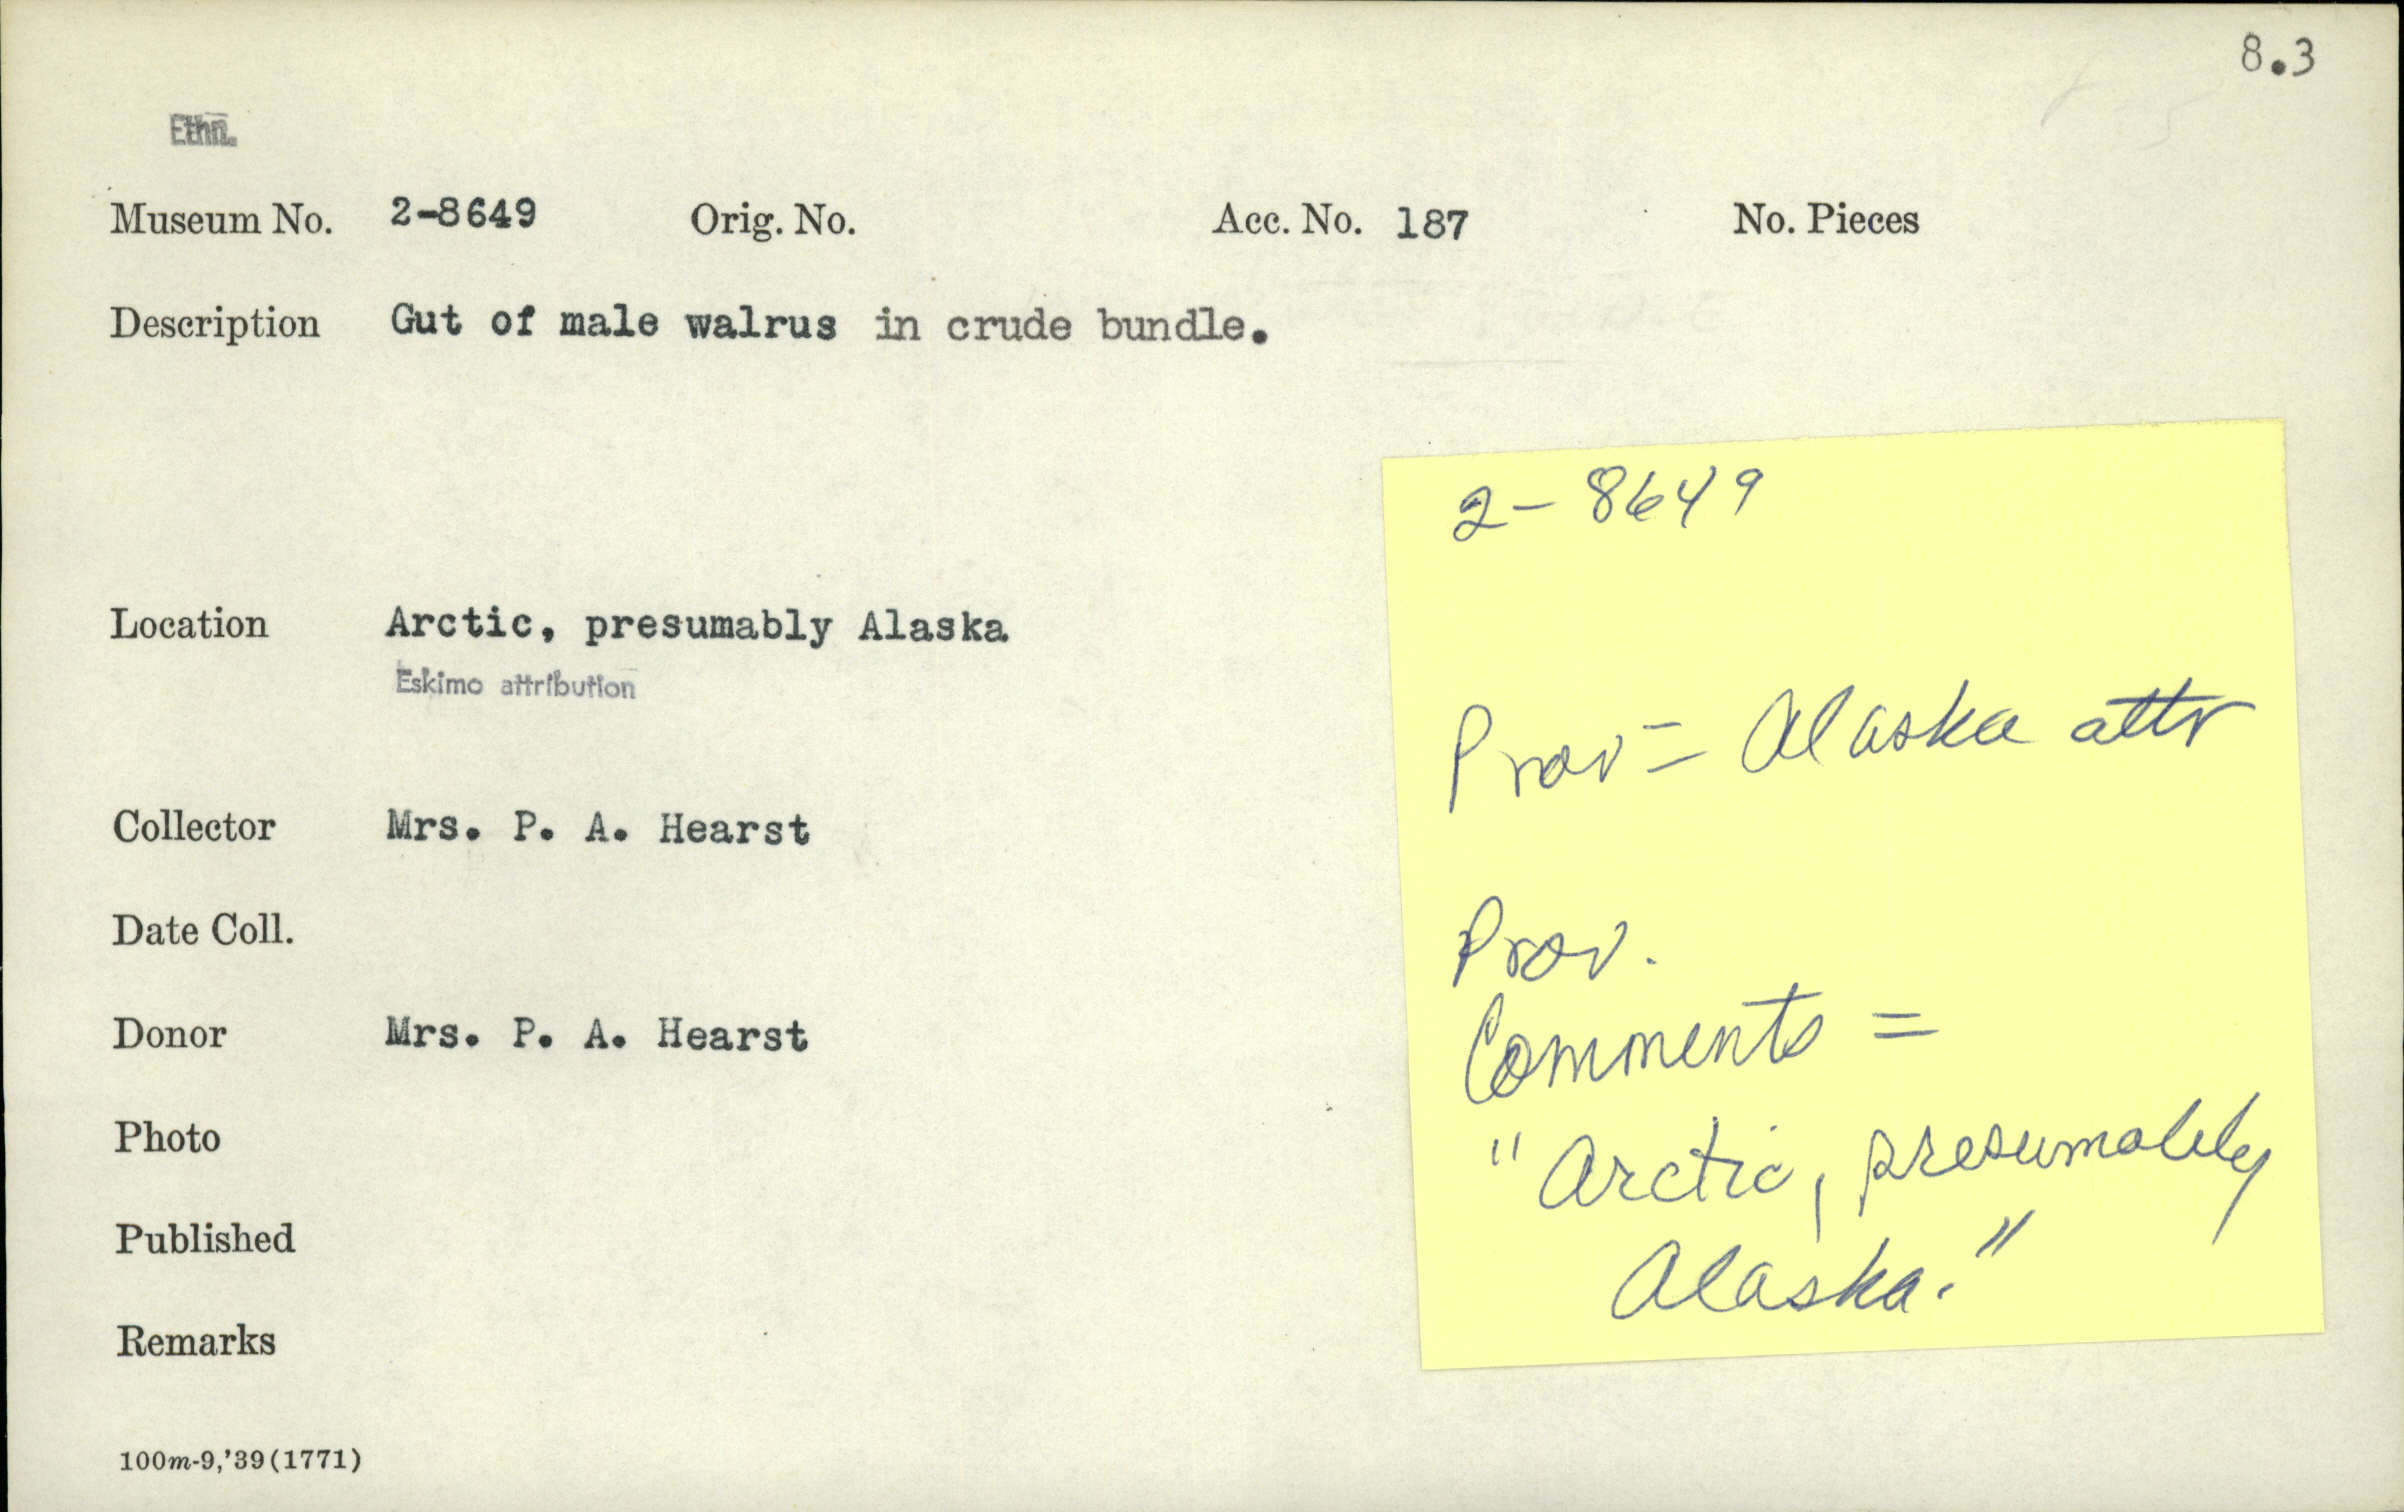 8.3
Ethn.
Museum No. 2-8649 Orig. No. Acc. No. 187 No. Pieces
Description Gut of male walrus in crude bundle.
Location Arctic, presumably Alaska
Eskimo attribution
Collector Mrs. P. A. Hearst
Date Coll.
Donor Mrs. P. A. Hearst
Photo
Published
Remarks
100m-9,'39(1771)
2-8649
Prov = Alaska attr
Prov.
Comments =
"Arctic, presumably
Alaska."